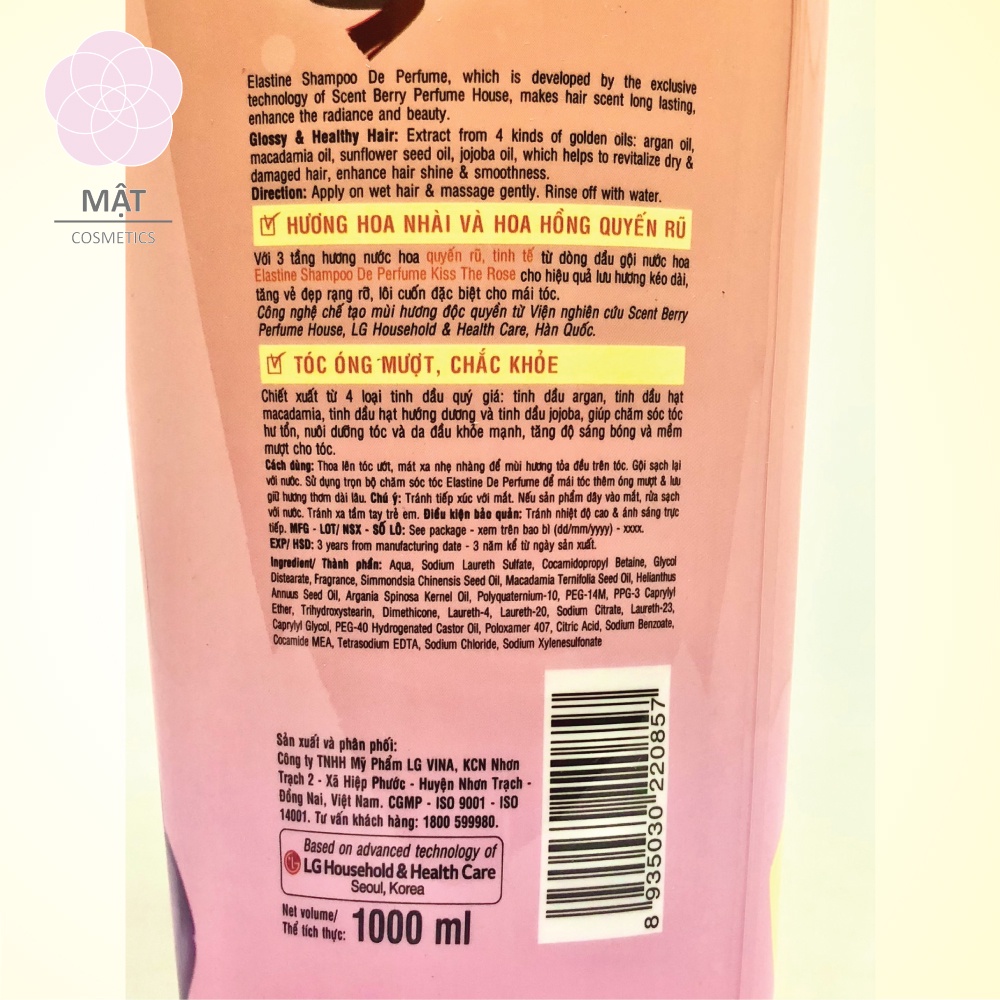 MẬT
COSMETICS
Elastine Shampoo De Perfume, which is developed by the exclusive
technology of Scent Berry Perfume House, makes hair scent long lasting,
enhance the radiance and beauty.
Glossy & Healthy Hair: Extract from 4 kinds of golden oils: argan oil,
macadamia oil, sunflower seed oil, jojoba oil, which helps to revitalize dry &
damaged hair, enhance hair shine & smoothness.
Direction: Apply on wet hair & massage gently. Rinse off with water.
HƯƠNG HOA NHÀI VÀ HOA HỒNG QUYẾN RŨ
Với 3 tầng hương nước hoa quyến rũ, tinh tế từ dòng dầu gội nước hoa
Elastine Shampoo De Perfume Kiss The Rose cho hiệu quả lưu hương kéo dài,
tăng vẻ đẹp rạng rỡ, lôi cuốn đặc biệt cho mái tóc.
Công nghệ chế tạo mùi hương độc quyền từ Viện nghiên cứu Scent Berry
Perfume House, LG Household & Health Care, Hàn Quốc.
TÓC ÓNG MƯỢT, CHẮC KHỎE
Chiết xuất từ 4 loại tinh dầu quý giá: tinh dầu argan, tinh dầu hạt
macadamia, tinh dầu hạt hướng dương và tinh dầu jojoba, giúp chăm sóc tóc
hư tổn, nuôi dưỡng tóc và da đầu khỏe mạnh, tăng độ sáng bóng và mềm
mượt cho tóc.
Cách dùng: Thoa lên tóc ướt, mát xa nhẹ nhàng để mùi hương tỏa đều trên tóc. Gội sạch lại
với nước. Sử dụng trọn bộ chăm sóc tóc Elastine De Perfume để mái tóc thêm óng mượt & lưu
giữ hương thơm dài lâu. Chú ý: Tránh tiếp xúc với mắt. Nếu sản phẩm dây vào mắt, rửa sạch
với nước. Tránh xa tầm tay trẻ em. Điều kiện bảo quản: Tránh nhiệt độ cao & ánh sáng trực
tiếp. MFG - LOT/ NSX - SỐ LÔ: See package - xem trên bao bì (dd/mm/yyyy) - xxxx.
EXP/ HSD: 3 years from manufacturing date - 3 năm kể từ ngày sản xuất.
Ingredient/ Thành phần: Aqua, Sodium Laureth Sulfate, Cocamidopropyl Betaine, Glycol
Distearate, Fragrance, Simmondsia Chinensis Seed Oil, Macadamia Ternifolia Seed Oil, Helianthus
Annuus Seed Oil, Argania Spinosa Kernel Oil, Polyquaternium-10, PEG-14M, PPG-3 Caprylyl
Ether, Trihydroxystearin, Dimethicone, Laureth-4, Laureth-20, Sodium Citrate, Laureth-23,
Caprylyl Glycol, PEG-40 Hydrogenated Castor Oil, Poloxamer 407, Citric Acid, Sodium Benzoate,
Cocamide MEA, Tetrasodium EDTA, Sodium Chloride, Sodium Xylenesulfonate
Sản xuất và phân phối:
Công ty TNHH Mỹ Phẩm LG VINA, KCN Nhơn
Trạch 2 - Xã Hiệp Phước - Huyện Nhơn Trạch -
Đồng Nai, Việt Nam. CGMP - ISO 9001 - ISO
14001. Tư vấn khách hàng: 1800 599980.
Based on advanced technology of
LG Household & Health Care
Seoul, Korea
Net volume/
Thể tích thực: 1000 ml
8 935030 220857